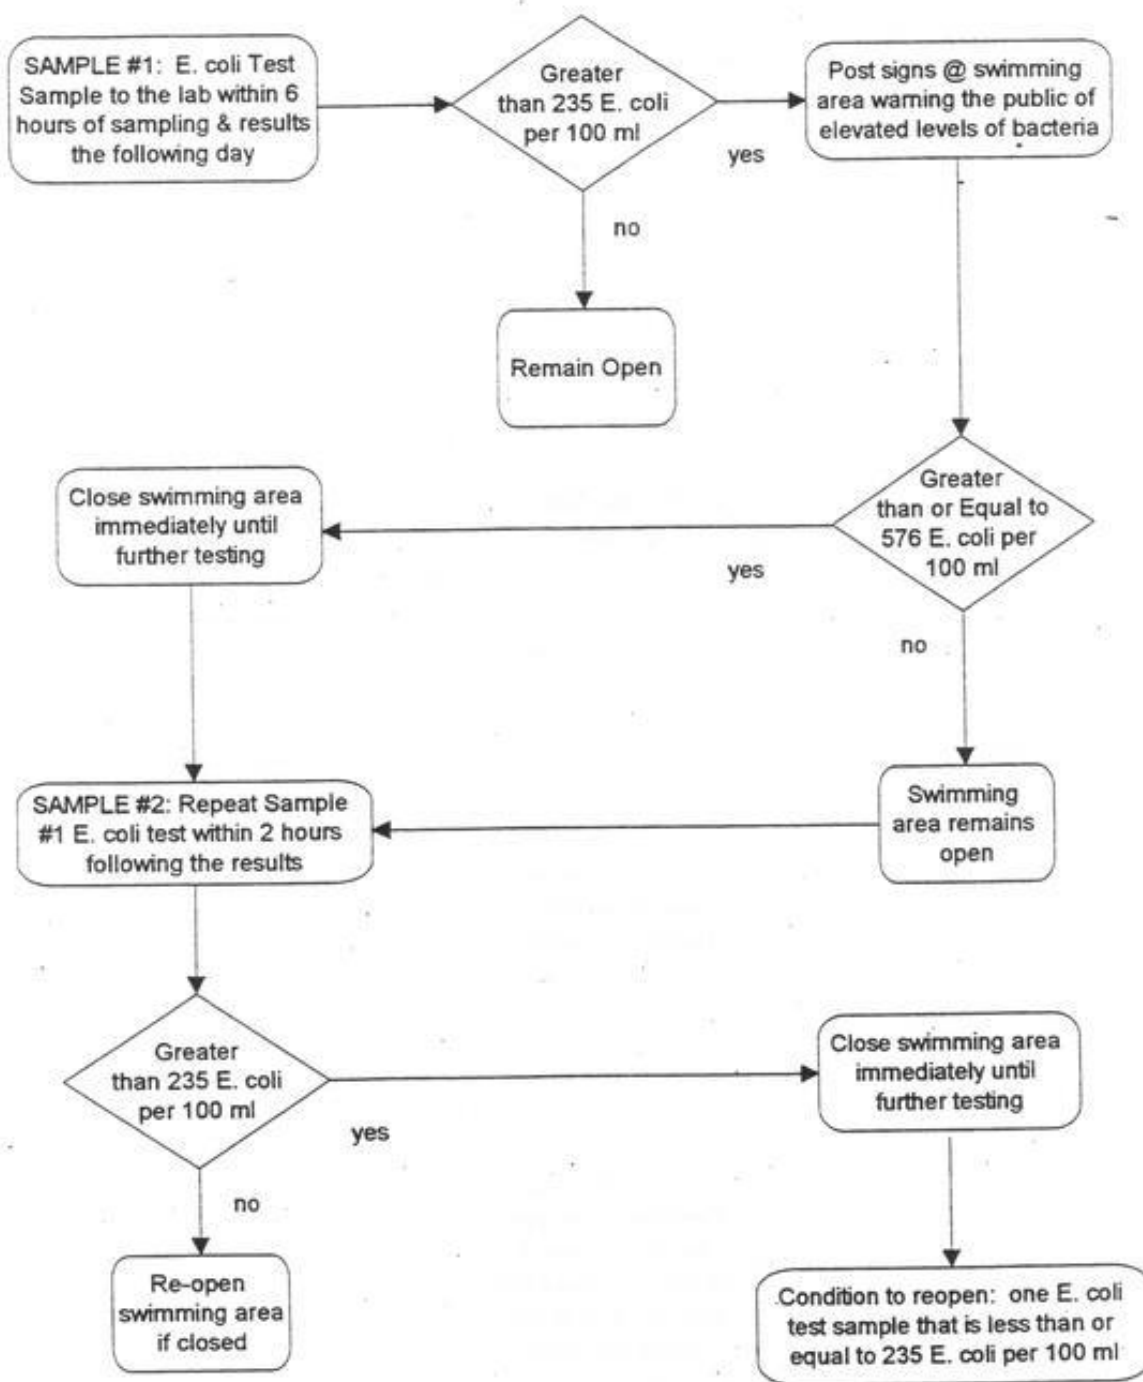 SAMPLE #1: E. coli Test
Sample to the lab within 6
hours of sampling & results
the following day
Greater
than 235 E. coli
per 100 ml
yes
Post signs @ swimming
area warning the public of
elevated levels of bacteria
no
Remain Open
Greater
than or Equal to
576 E. coli per
100 ml
yes
Close swimming area
immediately until
further testing
no
Swimming
area remains
open
SAMPLE #2: Repeat Sample
#1 E. coli test within 2 hours
following the results
Greater
than 235 E. coli
per 100 ml
yes
Close swimming area
immediately until
further testing
no
Re-open
swimming area
if closed
Condition to reopen: one E. coli
test sample that is less than or
equal to 235 E. coli per 100 ml